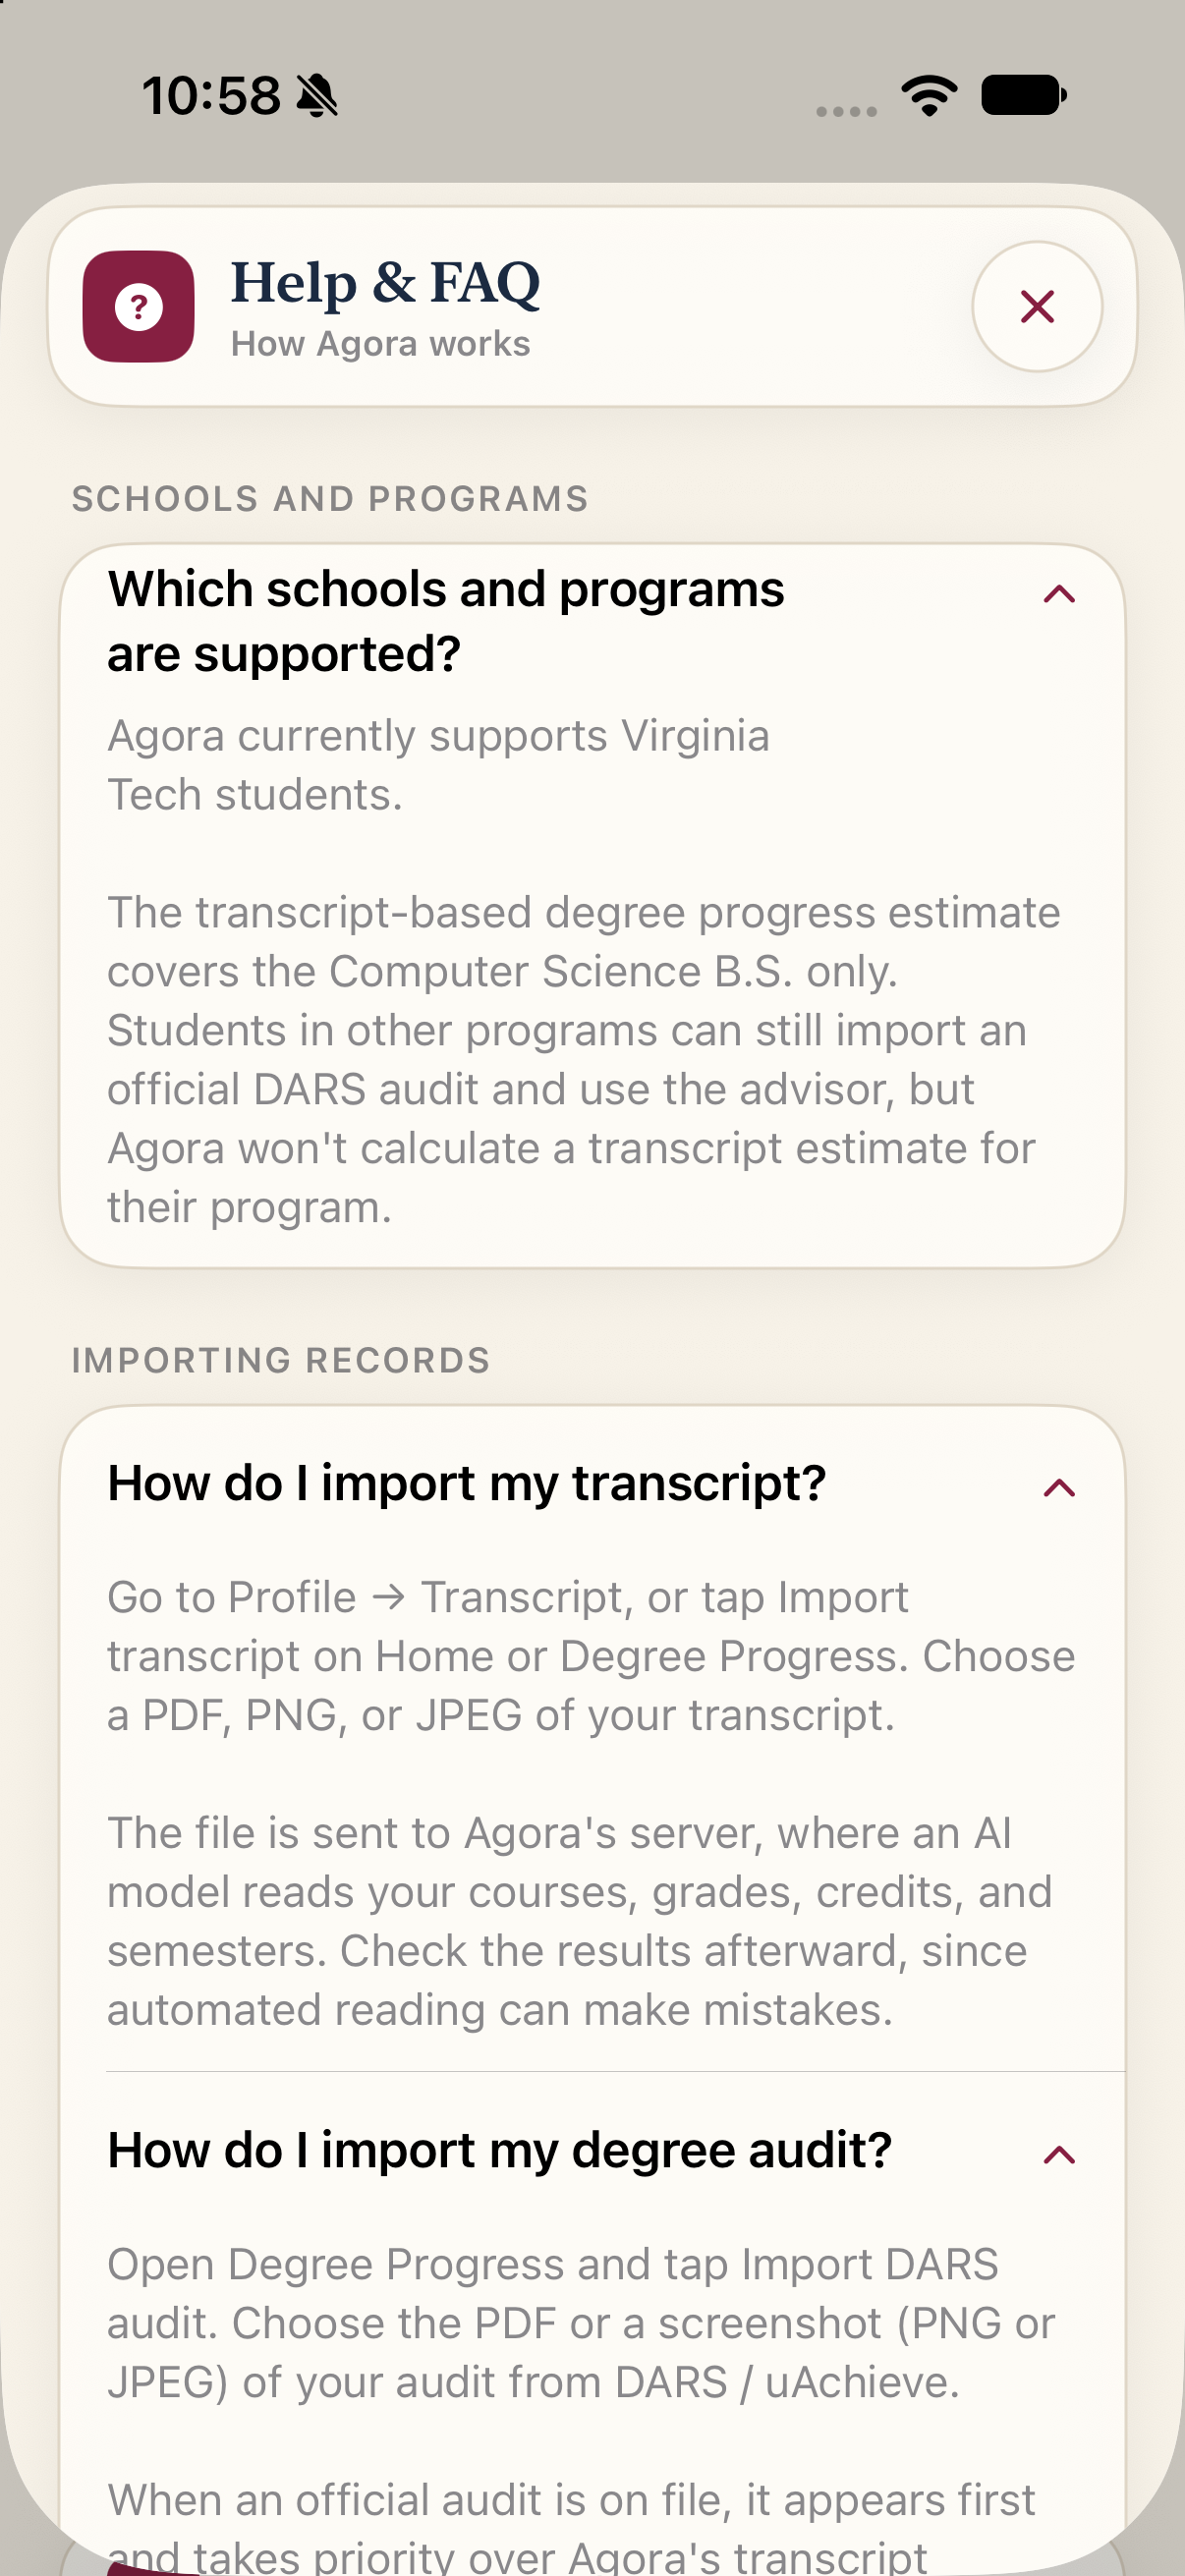 10:58
Help & FAQ
How Agora works
SCHOOLS AND PROGRAMS
Which schools and programs
are supported?
Agora currently supports Virginia
Tech students.
The transcript-based degree progress estimate
covers the Computer Science B.S. only.
Students in other programs can still import an
official DARS audit and use the advisor, but
Agora won't calculate a transcript estimate for
their program.
IMPORTING RECORDS
How do I import my transcript?
Go to Profile → Transcript, or tap Import
transcript on Home or Degree Progress. Choose
a PDF, PNG, or JPEG of your transcript.
The file is sent to Agora's server, where an AI
model reads your courses, grades, credits, and
semesters. Check the results afterward, since
automated reading can make mistakes.
How do I import my degree audit?
Open Degree Progress and tap Import DARS
audit. Choose the PDF or a screenshot (PNG or
JPEG) of your audit from DARS / uAchieve.
When an official audit is on file, it appears first
and takes priority over Agora's transcript